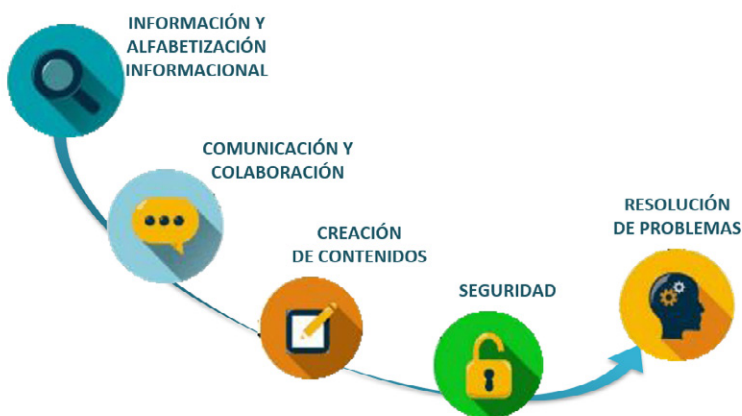 INFORMACIÓN Y
ALFABETIZACIÓN
INFORMACIONAL
COMUNICACIÓN Y
COLABORACIÓN
CREACIÓN
DE CONTENIDOS
SEGURIDAD
RESOLUCIÓN
DE PROBLEMAS